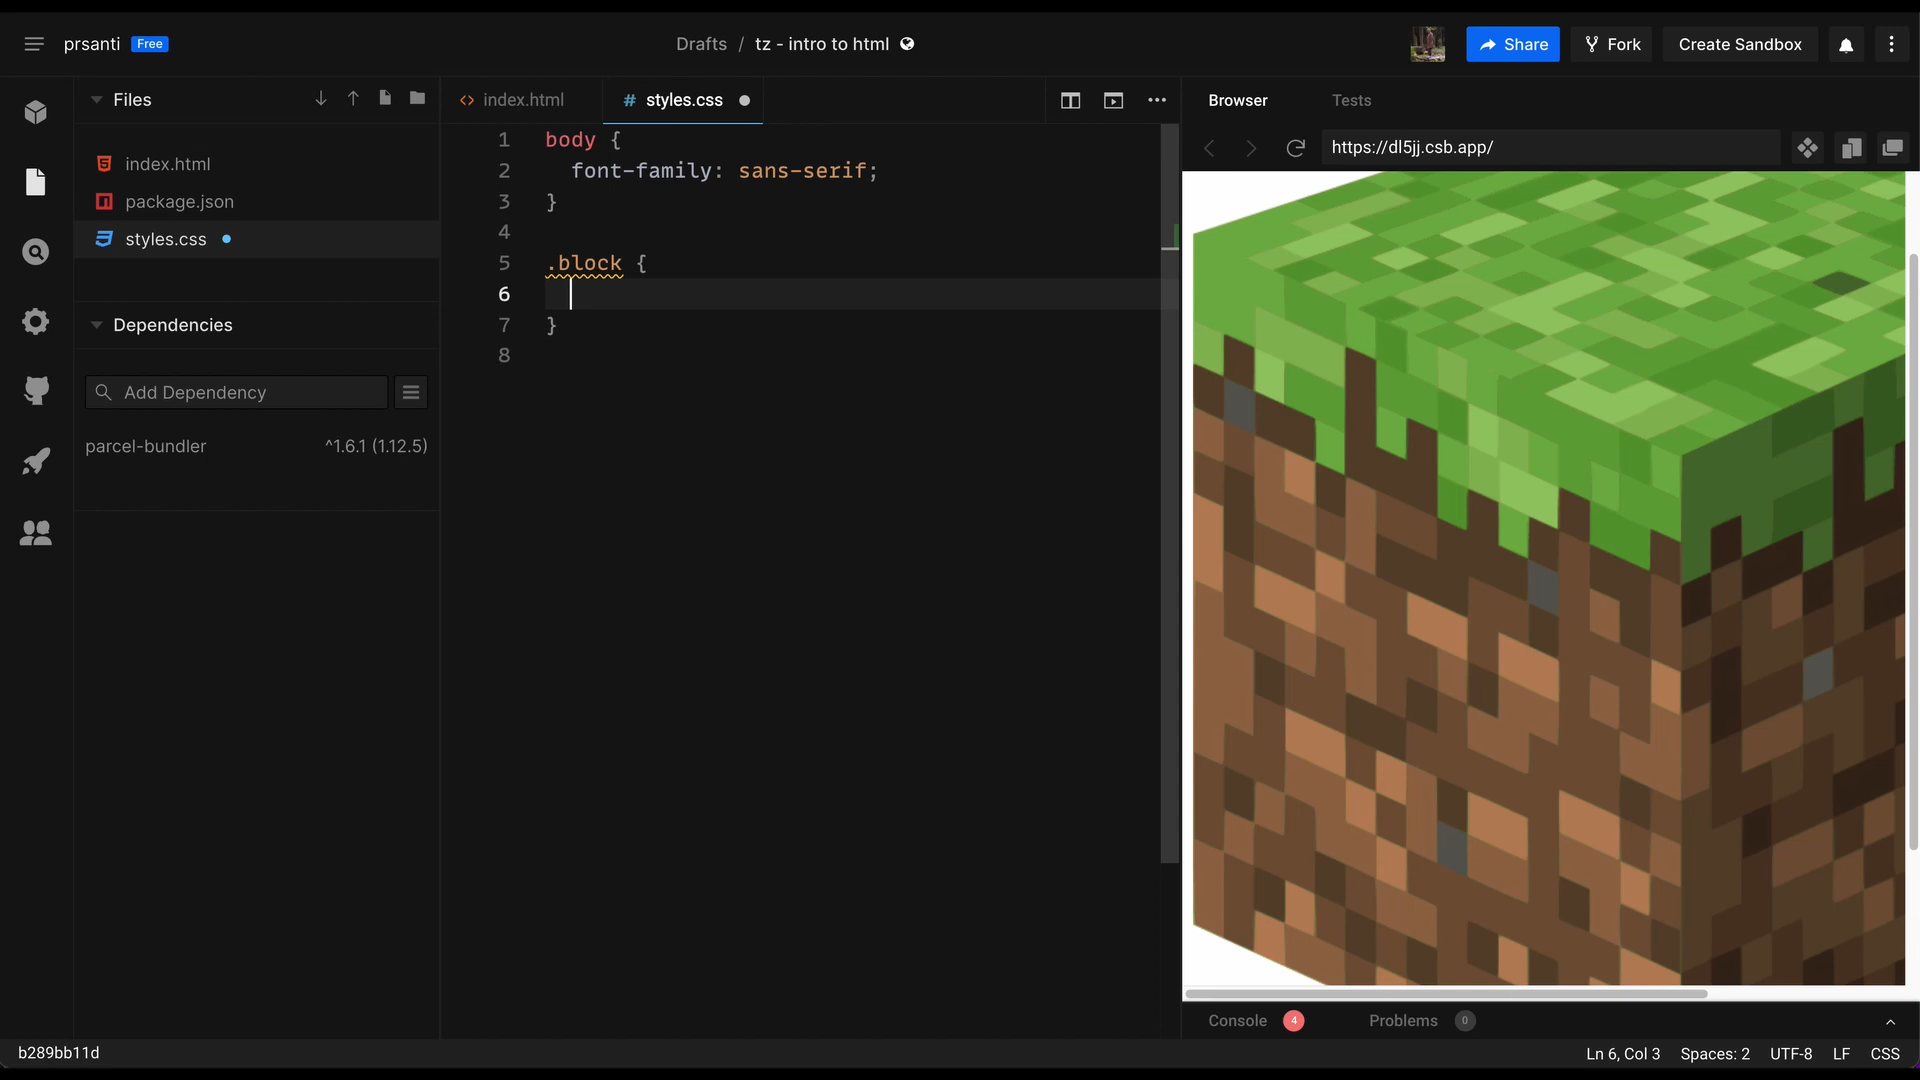 prsanti Free
Drafts / tz - intro to html
Share
Fork
Create Sandbox
Files
index.html
package.json
styles.css
Dependencies
Add Dependency
parcel-bundler ^1.6.1 (1.12.5)
<> index.html
# styles.css
1 body {
2 font-family: sans-serif;
3 }
4
5 .block {
6
7 }
8
Browser
Tests
https://dl5jj.csb.app/
Console 4
Problems 0
b289bb11d
Ln 6, Col 3
Spaces: 2
UTF-8
LF
CSS